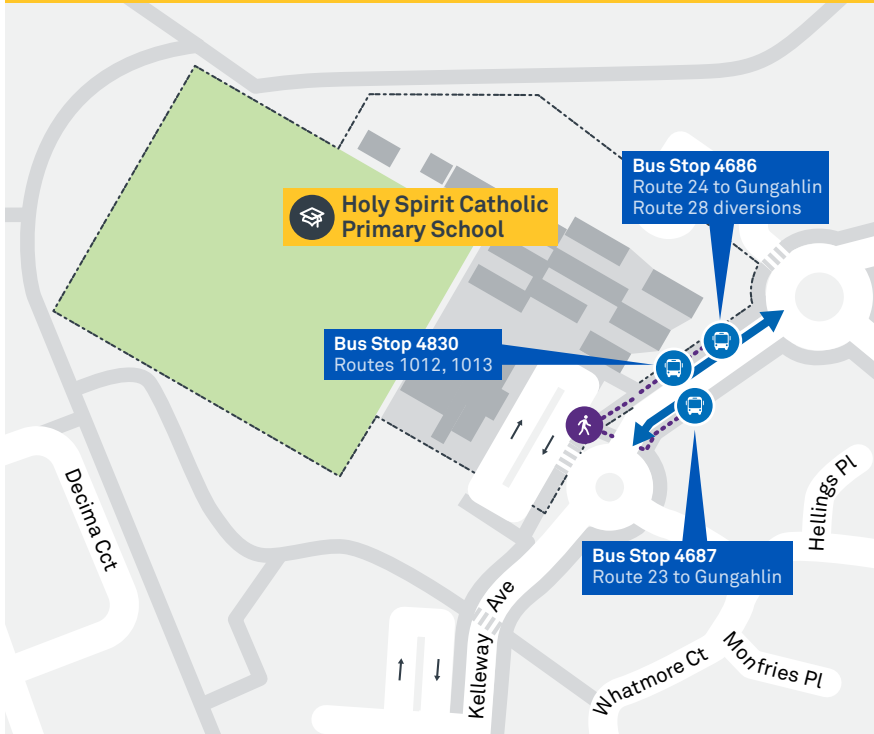 Bus Stop 4686
Route 24 to Gungahlin
Route 28 diversions
Holy Spirit Catholic
Primary School
Bus Stop 4830
Routes 1012, 1013
Decima Cct
Hellings Pl
Bus Stop 4687
Route 23 to Gungahlin
Kelleway Ave
Whatmore Ct
Monfries Pl